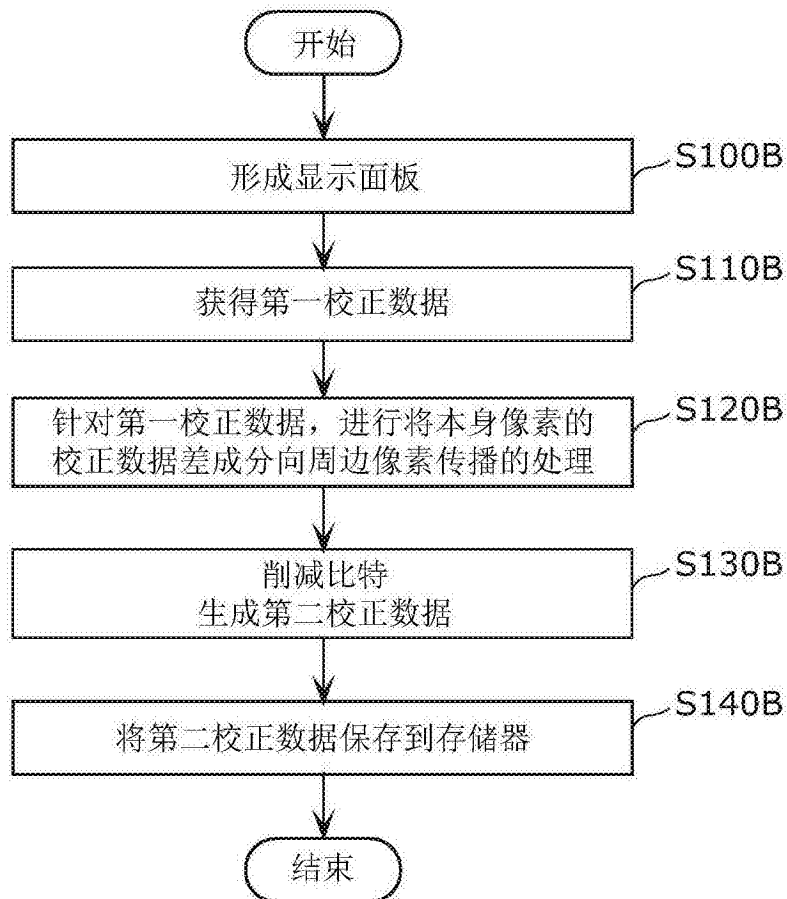 开始
形成显示面板
S100B
获得第一校正数据
S110B
针对第一校正数据，进行将本身像素的
校正数据差成分向周边像素传播的处理
S120B
削减比特
生成第二校正数据
S130B
将第二校正数据保存到存储器
S140B
结束